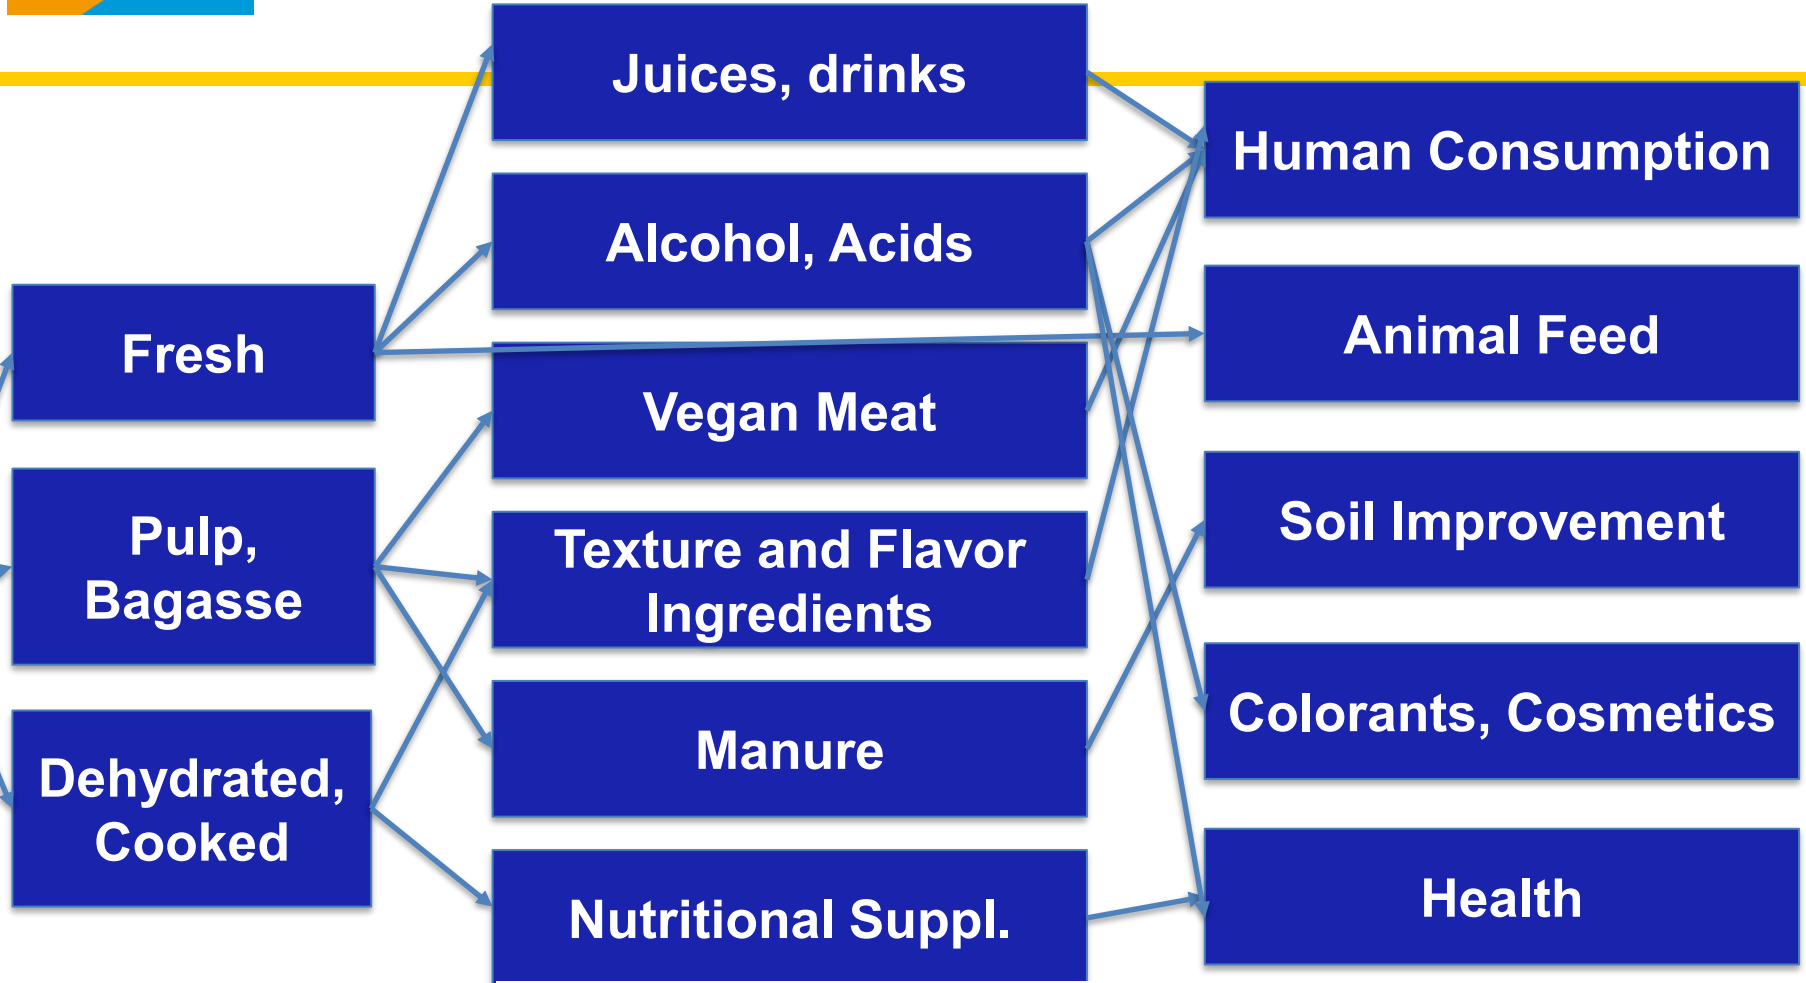 Fresh
Pulp,
Bagasse
Dehydrated,
Cooked
Juices, drinks
Alcohol, Acids
Vegan Meat
Texture and Flavor
Ingredients
Manure
Nutritional Suppl.
Human Consumption
Animal Feed
Soil Improvement
Colorants, Cosmetics
Health